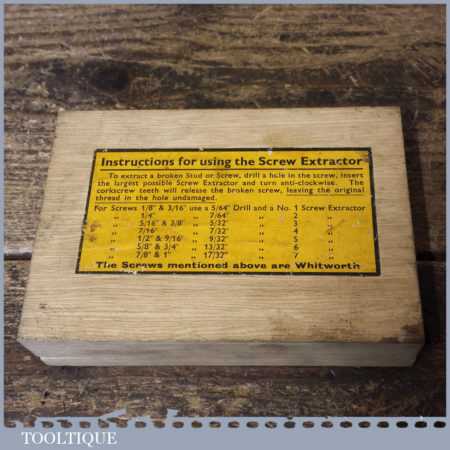 Instructions for using the Screw Extractor
To extract a broken Stud or Screw, drill a hole in the screw, insert
the largest possible Screw Extractor and turn anti-clockwise. The
corkscrew teeth will release the broken screw, leaving the original
thread in the hole undamaged.
For Screws 1/8" & 3/16" use a 5/64" Drill and a No. 1 Screw Extractor
„ 1/4" „ 7/64" „ 2 „
„ 5/16" & 3/8" „ 5/32" „ 3 „
„ 7/16" „ 7/32" „ 4 „
„ 1/2" & 9/16" „ 9/32" „ 5 „
„ 5/8" & 3/4" „ 13/32" „ 6 „
„ 7/8" & 1" „ 17/32" „ 7 „
The Screws mentioned above are Whitworth
TOOLTIQUE